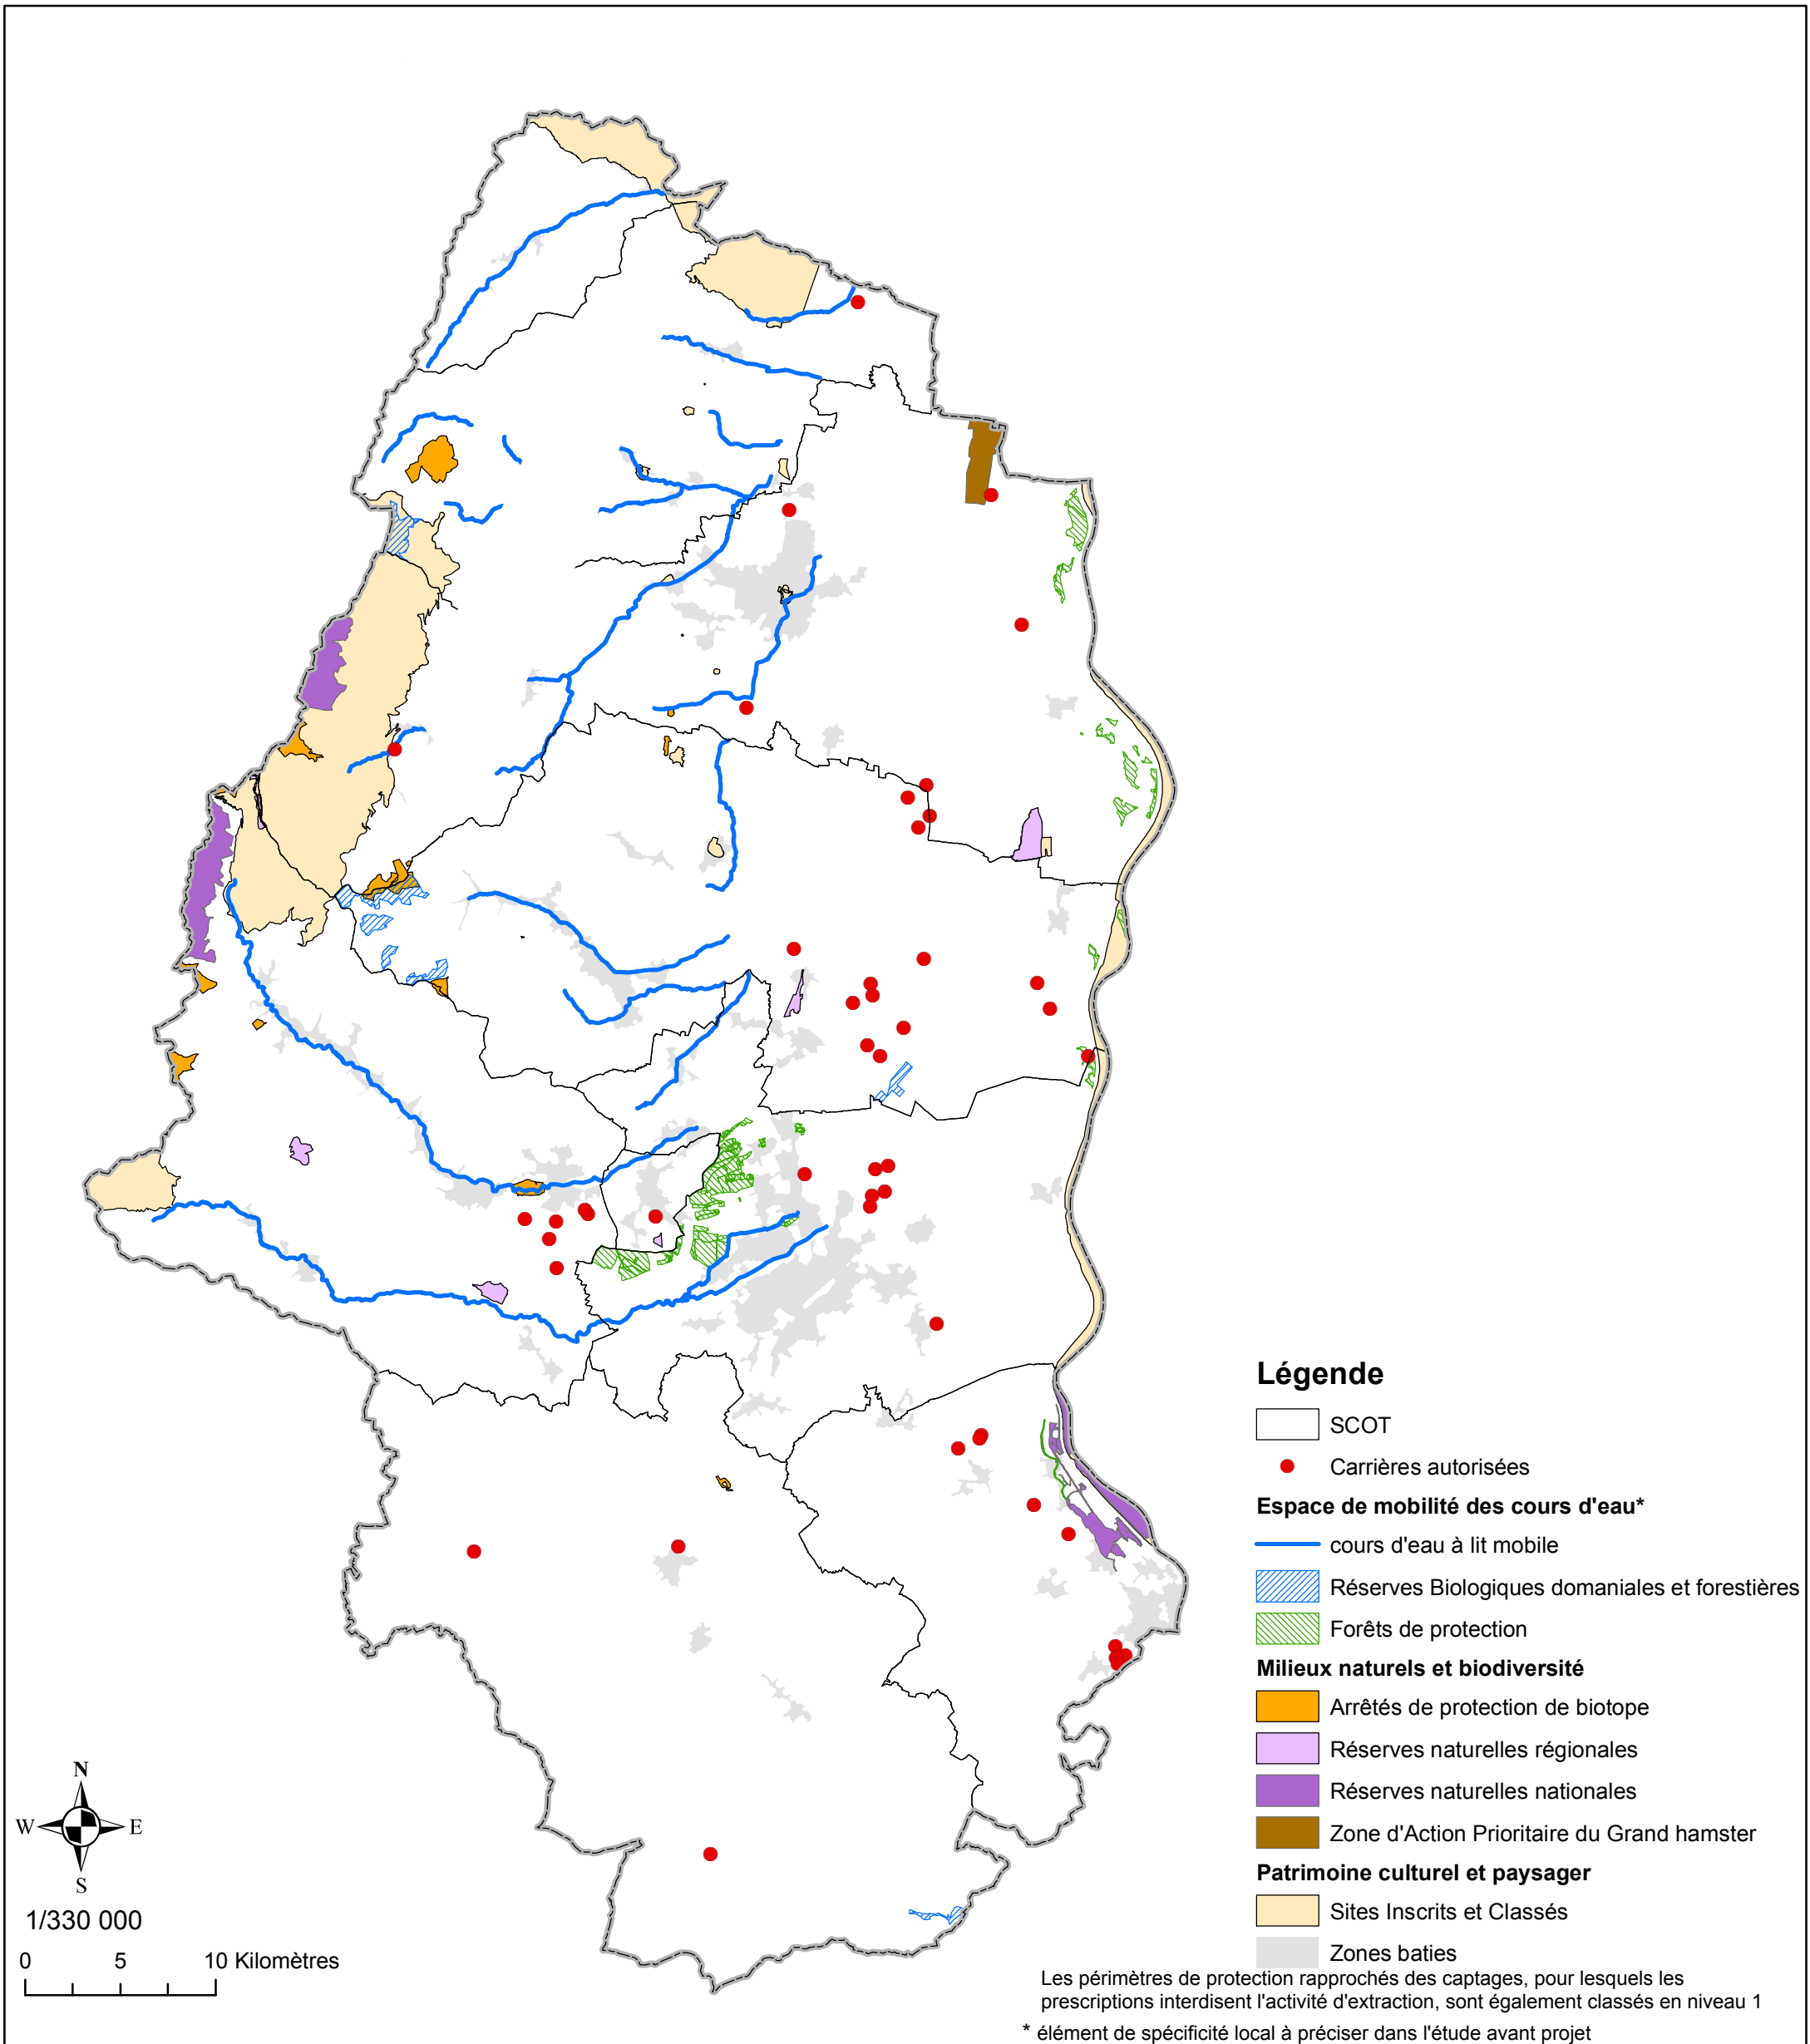 Légende
SCOT
Carrières autorisées
Espace de mobilité des cours d'eau*
cours d'eau à lit mobile
Réserves Biologiques domaniales et forestières
Forêts de protection
Milieux naturels et biodiversité
Arrêtés de protection de biotope
Réserves naturelles régionales
Réserves naturelles nationales
Zone d'Action Prioritaire du Grand hamster
Patrimoine culturel et paysager
Sites Inscrits et Classés
Zones baties
Les périmètres de protection rapprochés des captages, pour lesquels les
prescriptions interdisent l'activité d'extraction, sont également classés en niveau 1
* élément de spécificité local à préciser dans l'étude avant projet
N
W E
S
1/330 000
0 5 10 Kilomètres